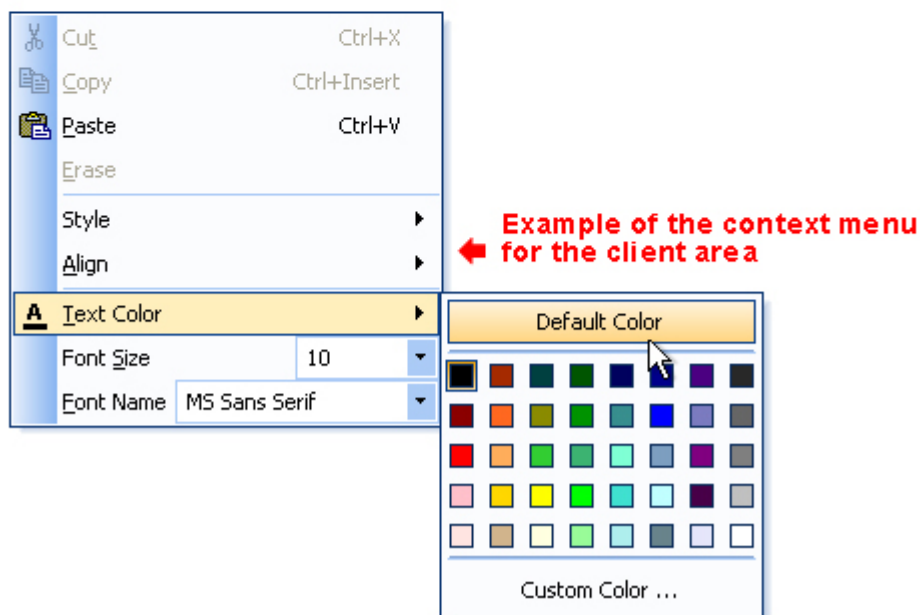 Cut Ctrl+X
Copy Ctrl+Insert
Paste Ctrl+V
Erase
Style
Example of the context menu
for the client area
Align
A Text Color
Default Color
Font Size 10
Font Name MS Sans Serif
Custom Color ...